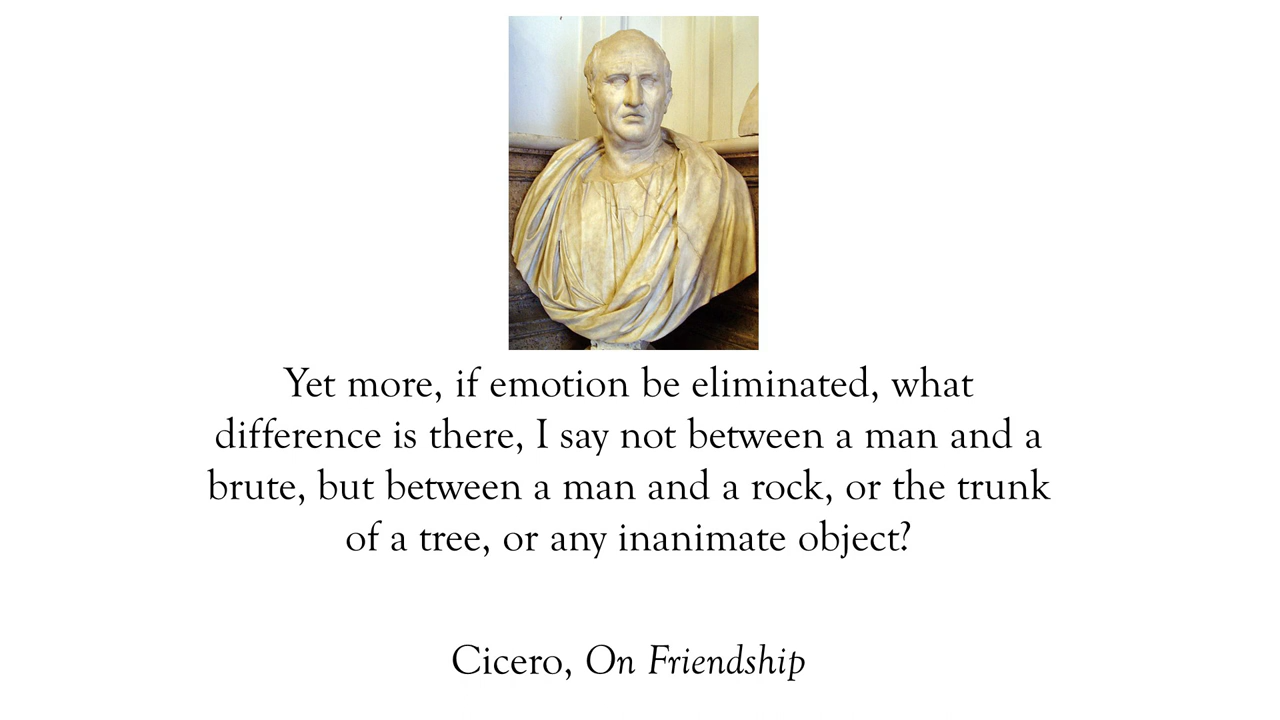 Yet more, if emotion be eliminated, what
difference is there, I say not between a man and a
brute, but between a man and a rock, or the trunk
of a tree, or any inanimate object?
Cicero, On Friendship